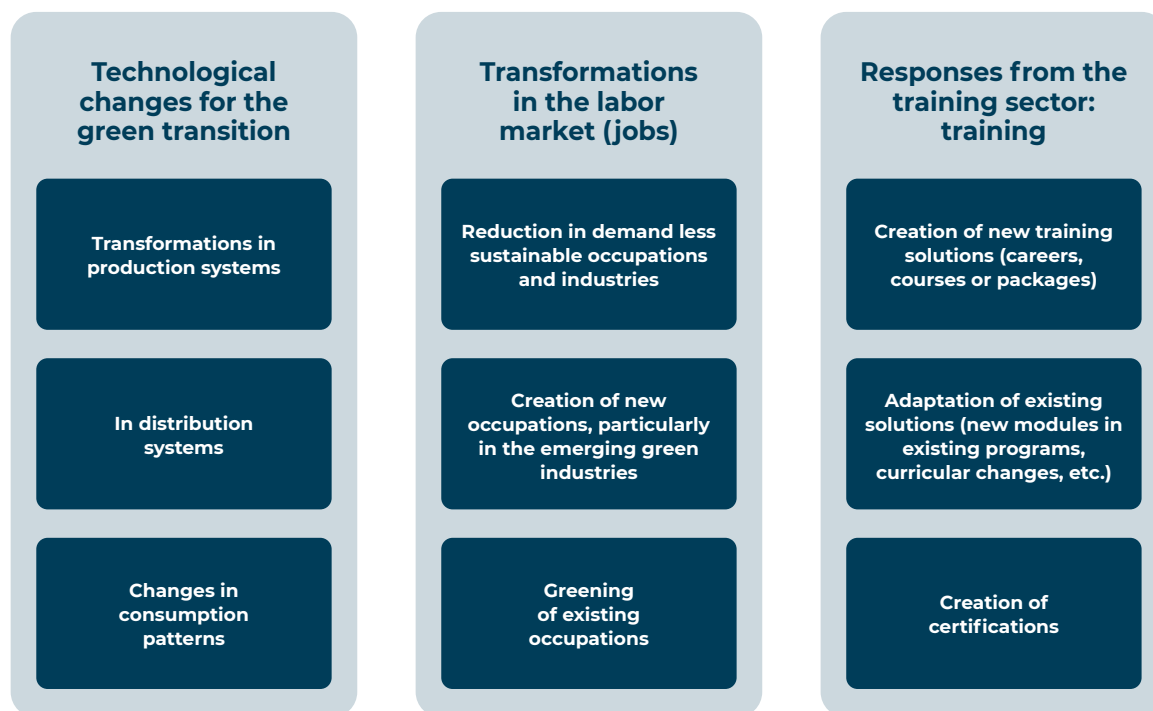 Technological
changes for the
green transition
Transformations in
production systems
In distribution
systems
Changes in
consumption
patterns
Transformations
in the labor
market (jobs)
Reduction in demand less
sustainable occupations
and industries
Creation of new
occupations, particularly
in the emerging green
industries
Greening
of existing
occupations
Responses from the
training sector:
training
Creation of new training
solutions (careers,
courses or packages)
Adaptation of existing
solutions (new modules in
existing programs,
curricular changes, etc.)
Creation of
certifications